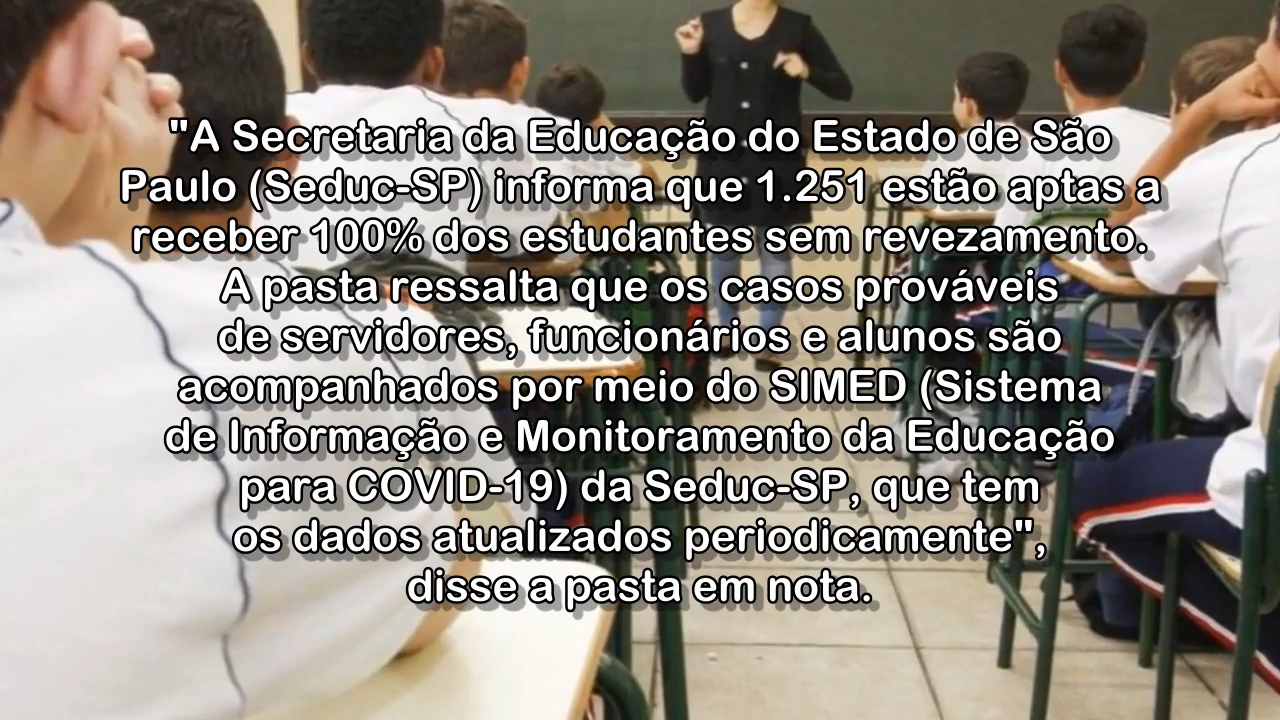 "A Secretaria da Educação do Estado de São
Paulo (Seduc-SP) informa que 1.251 estão aptas a
receber 100% dos estudantes sem revezamento.
A pasta ressalta que os casos prováveis
de servidores, funcionários e alunos são
acompanhados por meio do SIMED (Sistema
de Informação e Monitoramento da Educação
para COVID-19) da Seduc-SP, que tem
os dados atualizados periodicamente",
disse a pasta em nota.